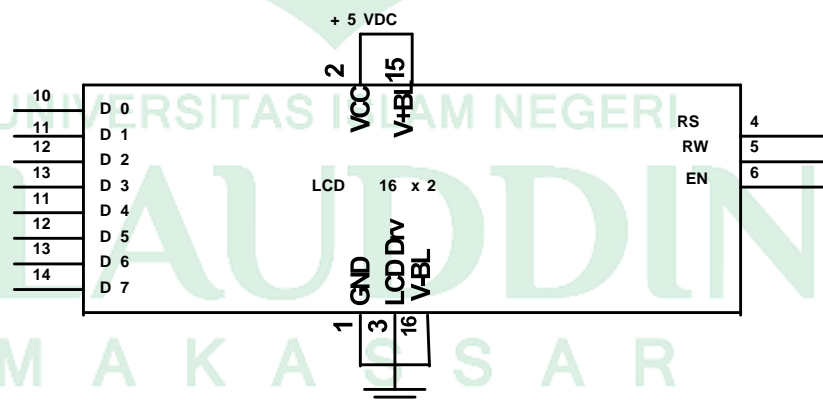 + 5 VDC
2 15
VCC
V+BL
10 D 0
11 D 1
12 D 2
13 D 3
11 D 4
12 D 5
13 D 6
14 D 7
UNIVERSITAS ISLAM NEGERI
RS 4
RW 5
EN 6
LCD 16 x 2
LAUDDIN
GND
LCD Drv
V-BL
1 3 16
MAKASSAR